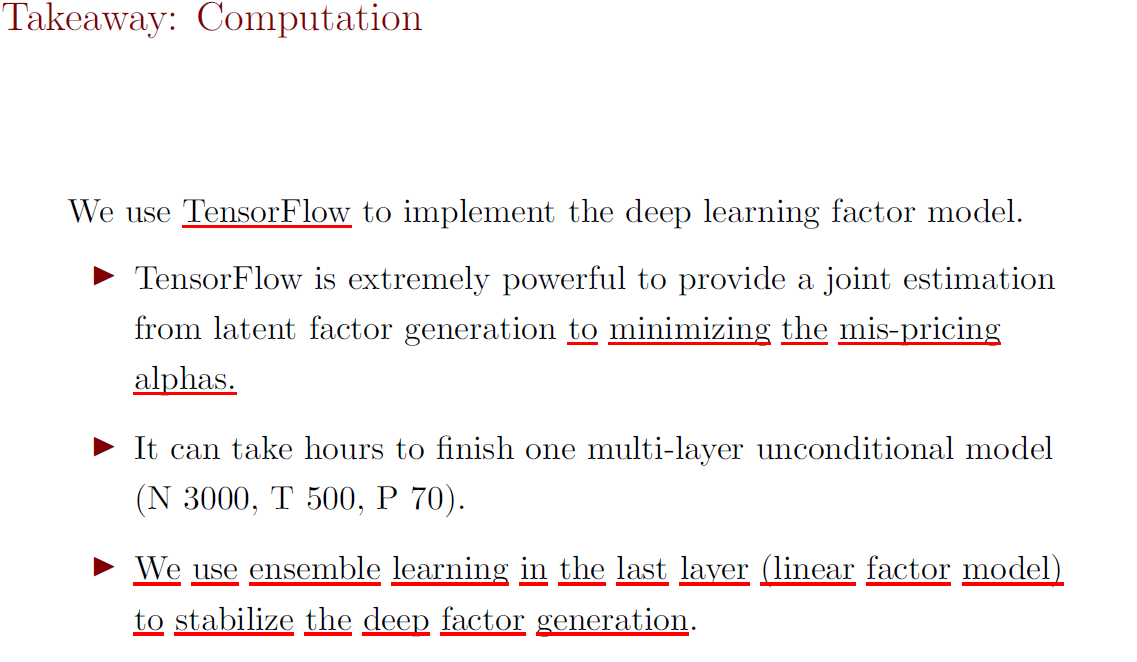 Takeaway: Computation
We use TensorFlow to implement the deep learning factor model.
▶ TensorFlow is extremely powerful to provide a joint estimation
from latent factor generation to minimizing the mis-pricing
alphas.
▶ It can take hours to finish one multi-layer unconditional model
(N 3000, T 500, P 70).
▶ We use ensemble learning in the last layer (linear factor model)
to stabilize the deep factor generation.